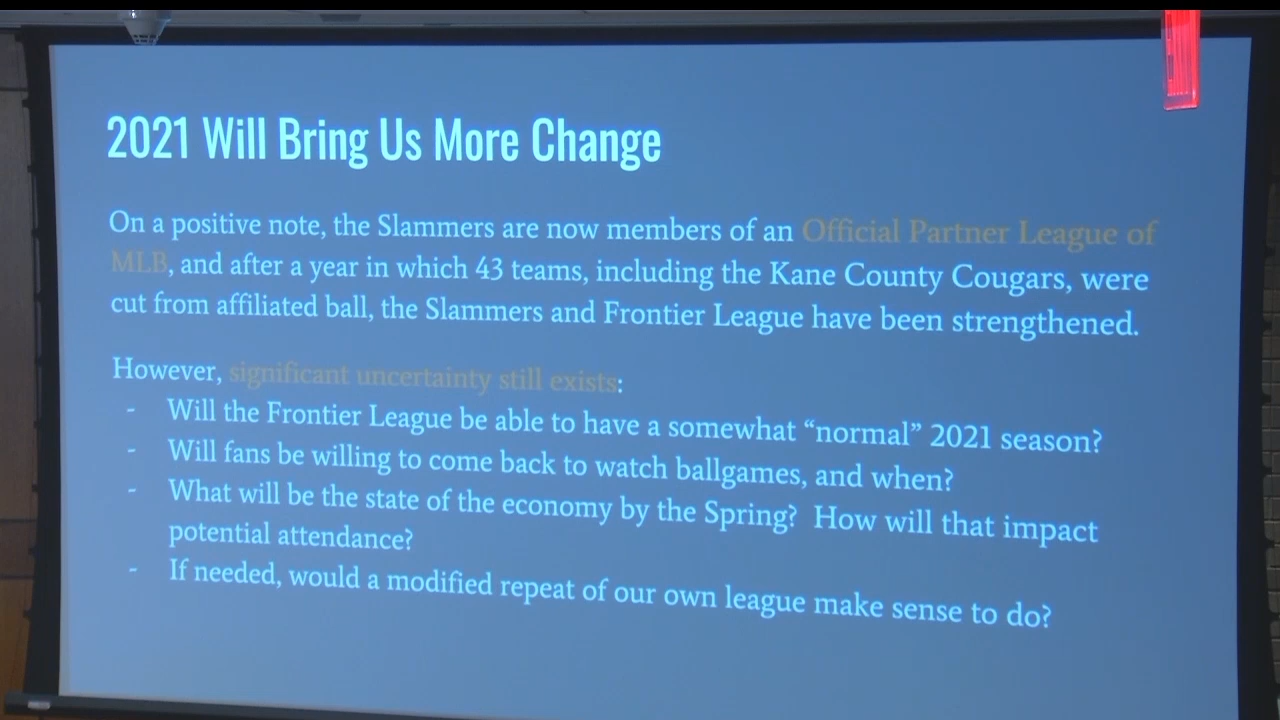 2021 Will Bring Us More Change
On a positive note, the Slammers are now members of an Official Partner League of
MLB, and after a year in which 43 teams, including the Kane County Cougars, were
cut from affiliated ball, the Slammers and Frontier League have been strengthened.
However, significant uncertainty still exists:
- Will the Frontier League be able to have a somewhat “normal” 2021 season?
- Will fans be willing to come back to watch ballgames, and when?
- What will be the state of the economy by the Spring? How will that impact
potential attendance?
- If needed, would a modified repeat of our own league make sense to do?